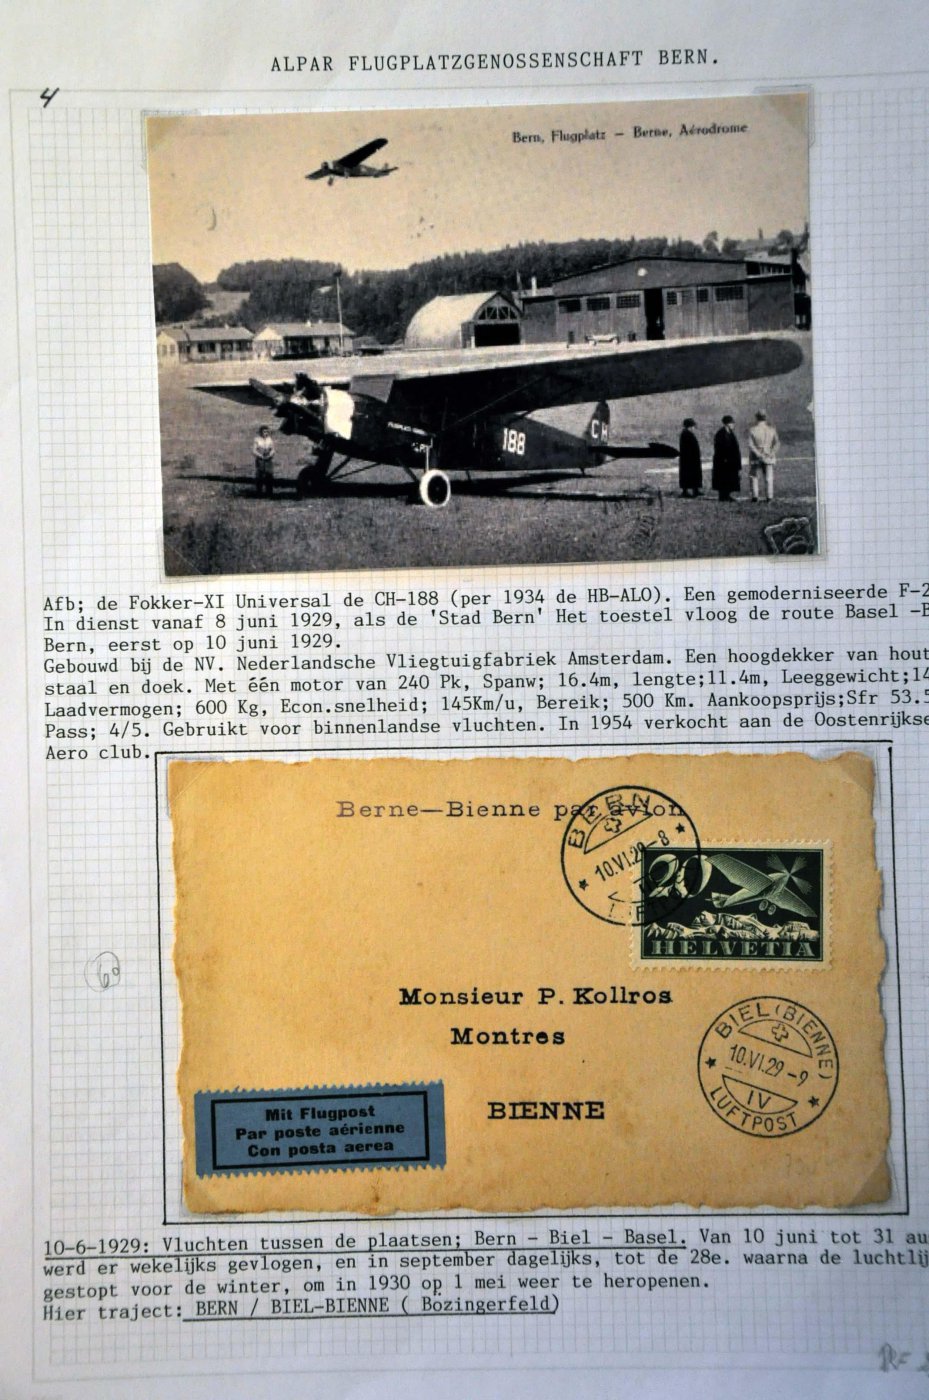 ALPAR FLUGPLATZGENOSSENSCHAFT BERN.
4
Bern, Flugplatz – Berne, Aérodrome
188
CH
Afb; de Fokker-XI Universal de CH-188 (per 1934 de HB-ALO). Een gemoderniseerde F-2
In dienst vanaf 8 juni 1929, als de 'Stad Bern' Het toestel vloog de route Basel -B
Bern, eerst op 10 juni 1929.
Gebouwd bij de NV. Nederlandsche Vliegtuigfabriek Amsterdam. Een hoogdekker van hout
staal en doek. Met één motor van 240 Pk, Spanw; 16.4m, lengte;11.4m, Leeggewicht;14
Laadvermogen; 600 Kg, Econ.snelheid; 145Km/u, Bereik; 500 Km. Aankoopsprijs;Sfr 53.5
Pass; 4/5. Gebruikt voor binnenlandse vluchten. In 1954 verkocht aan de Oostenrijkse
Aero club.
Berne—Bienne par avion
BERN
10.VI.29–8
HELVETIA
Monsieur P. Kollros
Montres
BIENNE
BIEL (BIENNE)
10.VI.29–9
IV
LUFTPOST
Mit Flugpost
Par poste aérienne
Con posta aerea
60
10-6-1929: Vluchten tussen de plaatsen; Bern - Biel - Basel. Van 10 juni tot 31 au
werd er wekelijks gevlogen, en in september dagelijks, tot de 28e. waarna de luchtlij
gestopt voor de winter, om in 1930 op 1 mei weer te heropenen.
Hier traject: BERN / BIEL-BIENNE ( Bözingerfeld)